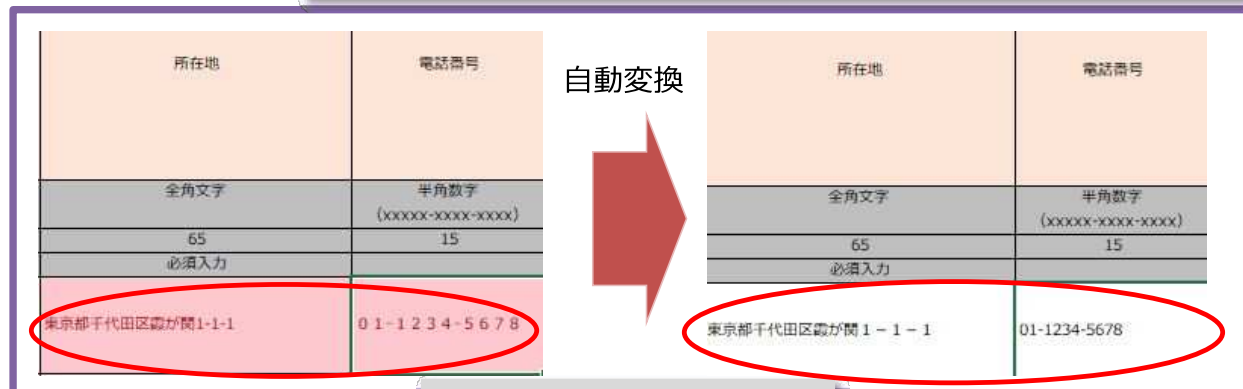 所在地
電話番号
全角文字
半角数字
(xxxxx-xxxx-xxxx)
65
15
必須入力
東京都千代田区霞が関1-1-1
０１-１２３４-５６７８
自動変換
所在地
電話番号
全角文字
半角数字
(xxxxx-xxxx-xxxx)
65
15
必須入力
東京都千代田区霞が関１－１－１
01-1234-5678